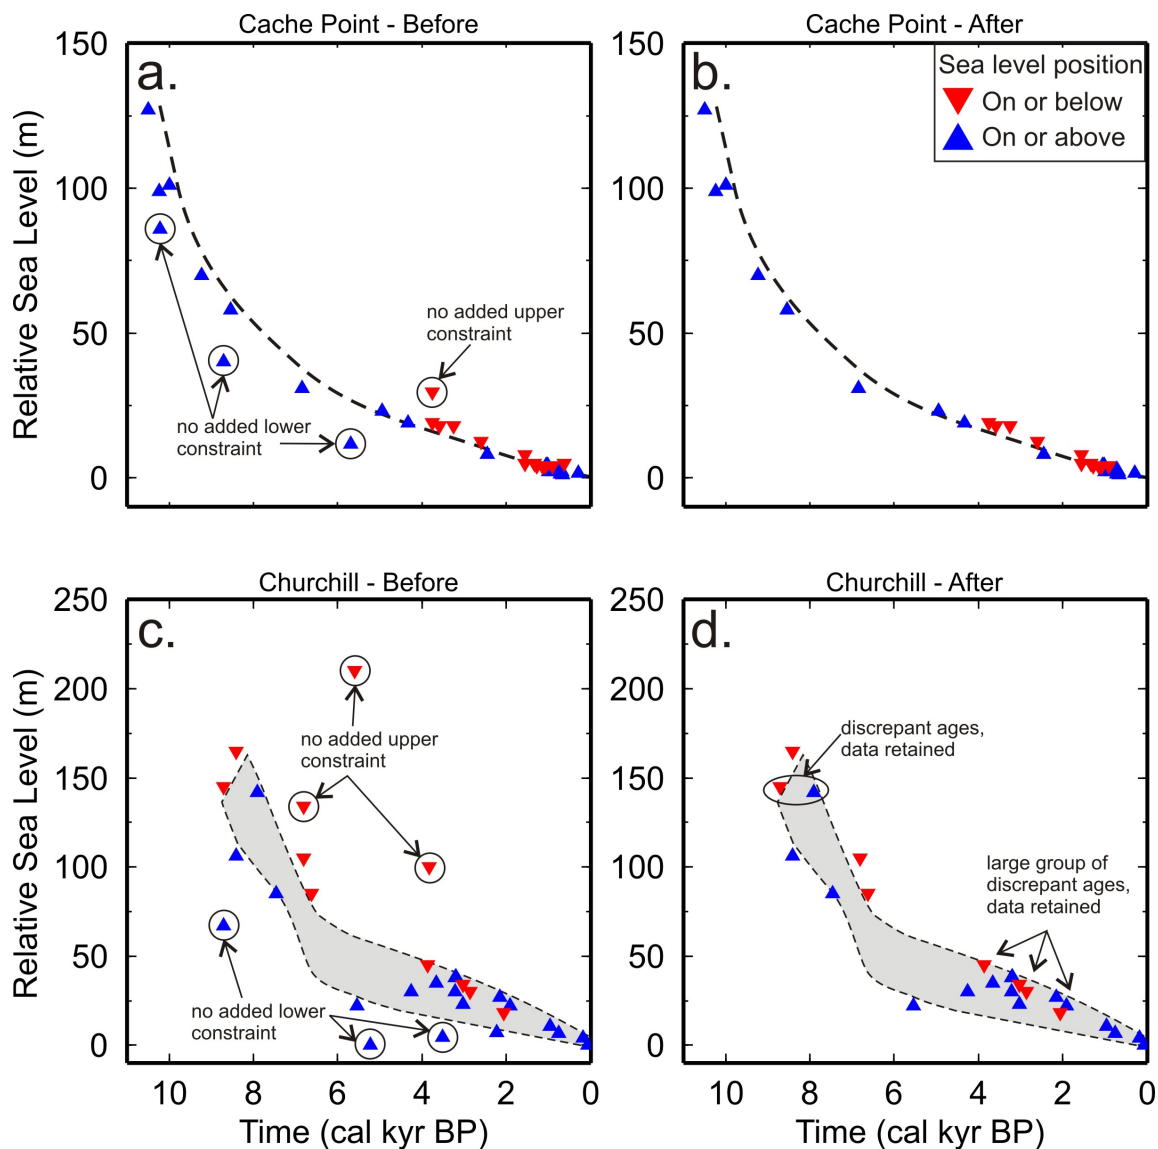 Cache Point - Before
Cache Point - After
150
100
50
0
Relative Sea Level (m)
a.
no added upper
constraint
no added lower
constraint
150
100
50
0
b.
Sea level position
On or below
On or above
Churchill - Before
Churchill - After
250
200
150
100
50
0
Relative Sea Level (m)
c.
no added upper
constraint
no added lower
constraint
10
8
6
4
2
0
Time (cal kyr BP)
250
200
150
100
50
0
d.
discrepant ages,
data retained
large group of
discrepant ages,
data retained
10
8
6
4
2
0
Time (cal kyr BP)